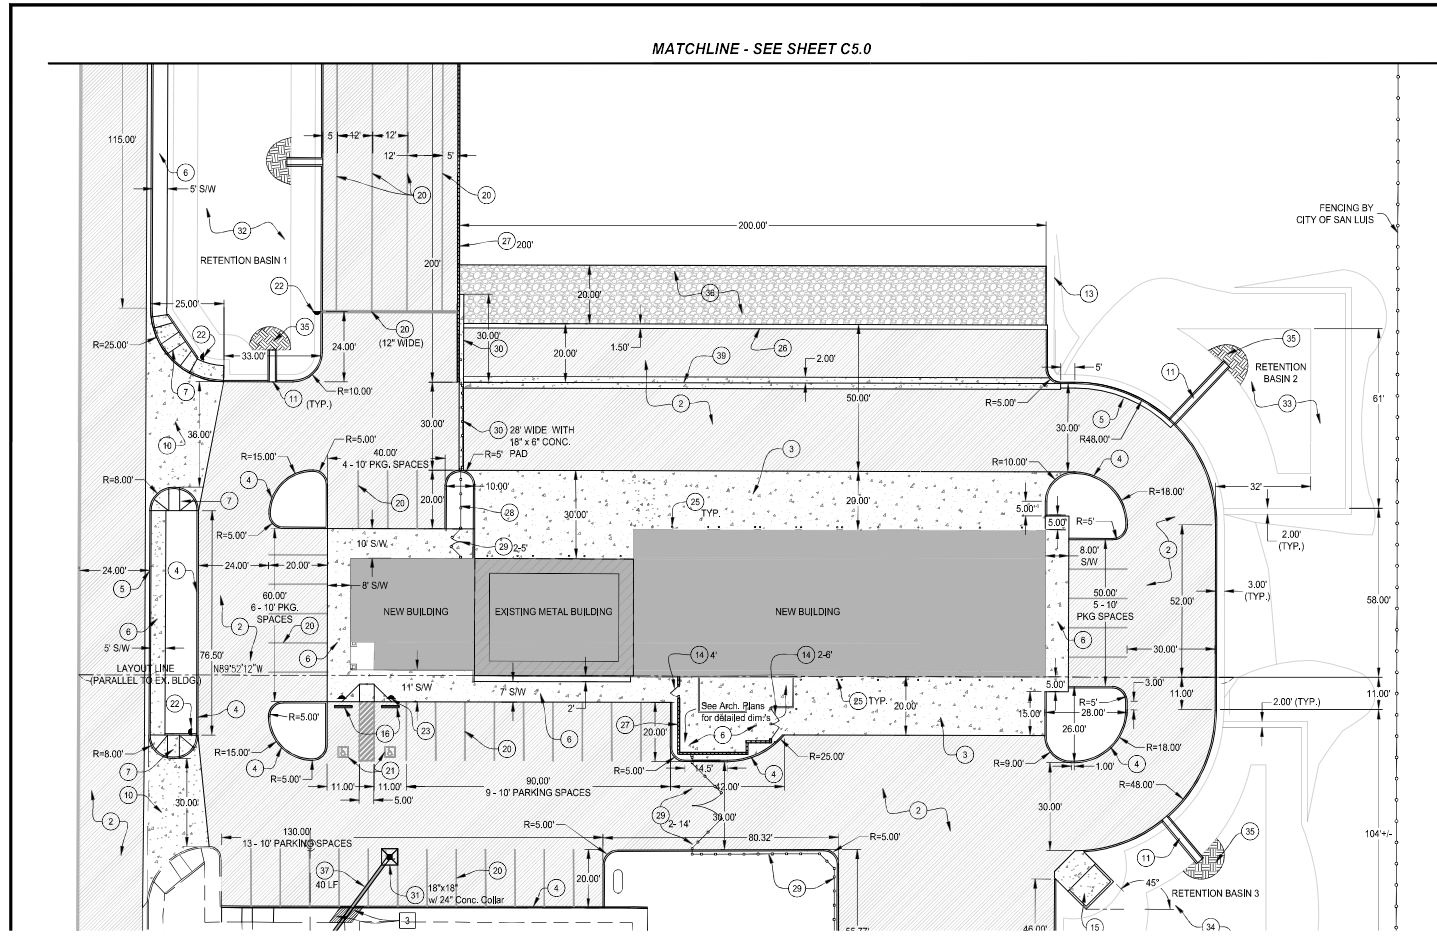 MATCHLINE - SEE SHEET C5.0
115.00'
5'
12'
12'
12'
5'
6
5' S/W
20
20
32
RETENTION BASIN 1
22
25.00'
35
R=25.00'
22
33.00'
24.00'
20
(12" WIDE)
7
11
(TYP.)
R=10.00'
200'
27
200'
200.00'
FENCING BY
CITY OF SAN LUIS
13
20.00'
36
30.00'
30
20.00'
1.50'
26
39
2.00'
5'
50.00'
R=5.00'
2
5
R48.00'
11
35
RETENTION
BASIN 2
33
61'
36.00'
10
R=5.00'
R=15.00'
40.00'
4 - 10' PKG. SPACES
30.00'
30
28' WIDE WITH
18" x 6" CONC.
PAD
R=5'
3
30.00'
R=10.00'
4
R=8.00'
7
4
20
20.00'
10.00'
28
R=5.00'
30.00'
25
TYP.
20.00'
5.00'
5.00'
R=18.00'
R=5'
32'
2.00'
(TYP.)
10' S/W
29
2-5'
8.00'
S/W
2
24.00'
5
4
24.00'
20.00'
8' S/W
60.00'
6 - 10' PKG.
SPACES
NEW BUILDING
EXISTING METAL BUILDING
NEW BUILDING
50.00'
5 - 10'
PKG SPACES
52.00'
3.00'
(TYP.)
58.00'
6
2
20
5' S/W
76.50'
6
6
30.00'
LAYOUT LINE
(PARALLEL TO EX. BLDG.)
N89°52'12"W
14
4'
14
2-6'
11' S/W
7' S/W
2'
25
TYP.
5.00'
3.00'
11.00'
11.00'
22
4
R=5.00'
16
23
20
6
27
20.00'
See Arch. Plans
for detailed dim.'s
6
20.00'
15.00'
R=5'
28.00'
26.00'
2.00' (TYP.)
R=8.00'
7
R=15.00'
4
R=5.00'
21
R=5.00'
14.5'
4
R=25.00'
3
R=9.00'
1.00'
4
R=18.00'
R=48.00'
10
2
30.00'
11.00'
11.00'
5.00'
90.00'
9 - 10' PARKING SPACES
42.00'
29
2- 14'
30.00'
2
30.00'
130.00'
13 - 10' PARKING SPACES
R=5.00'
80.32'
R=5.00'
104'+/-
11
35
37
40 LF
31
18"x18"
w/ 24" Conc. Collar
20
4
20.00'
29
45°
RETENTION BASIN 3
3
55.77'
46.00'
15
34